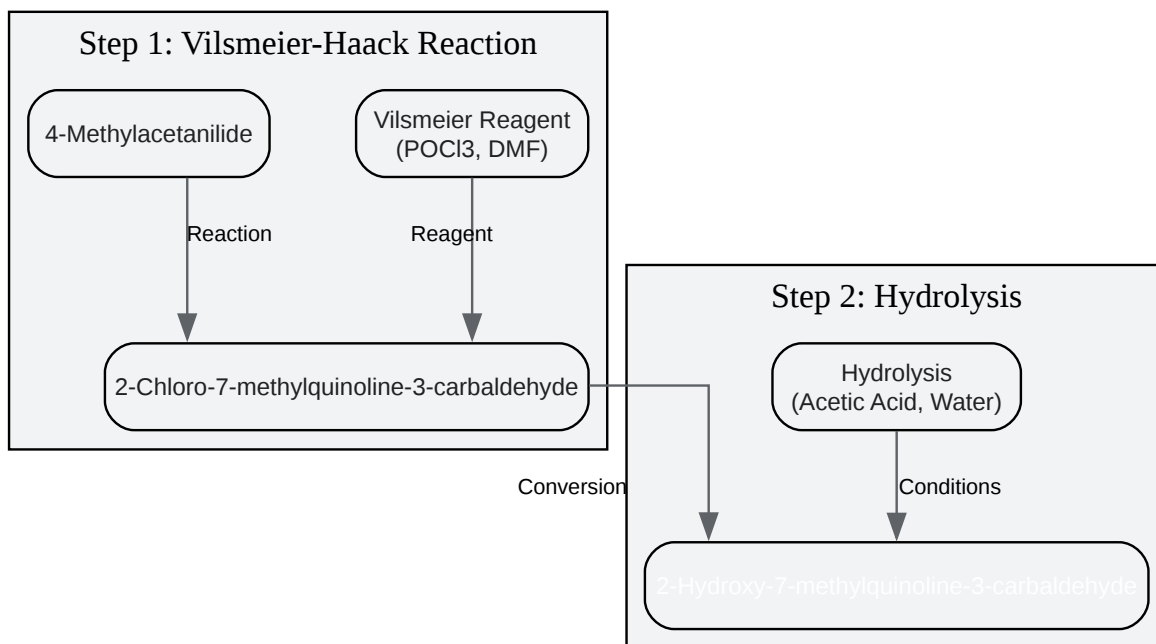 Step 1: Vilsmeier-Haack Reaction
4-Methylacetanilide
Vilsmeier Reagent
(POCl3, DMF)
Reaction
Reagent
2-Chloro-7-methylquinoline-3-carbaldehyde
Step 2: Hydrolysis
Hydrolysis
(Acetic Acid, Water)
Conversion
Conditions
2-Hydroxy-7-methylquinoline-3-carbaldehyde